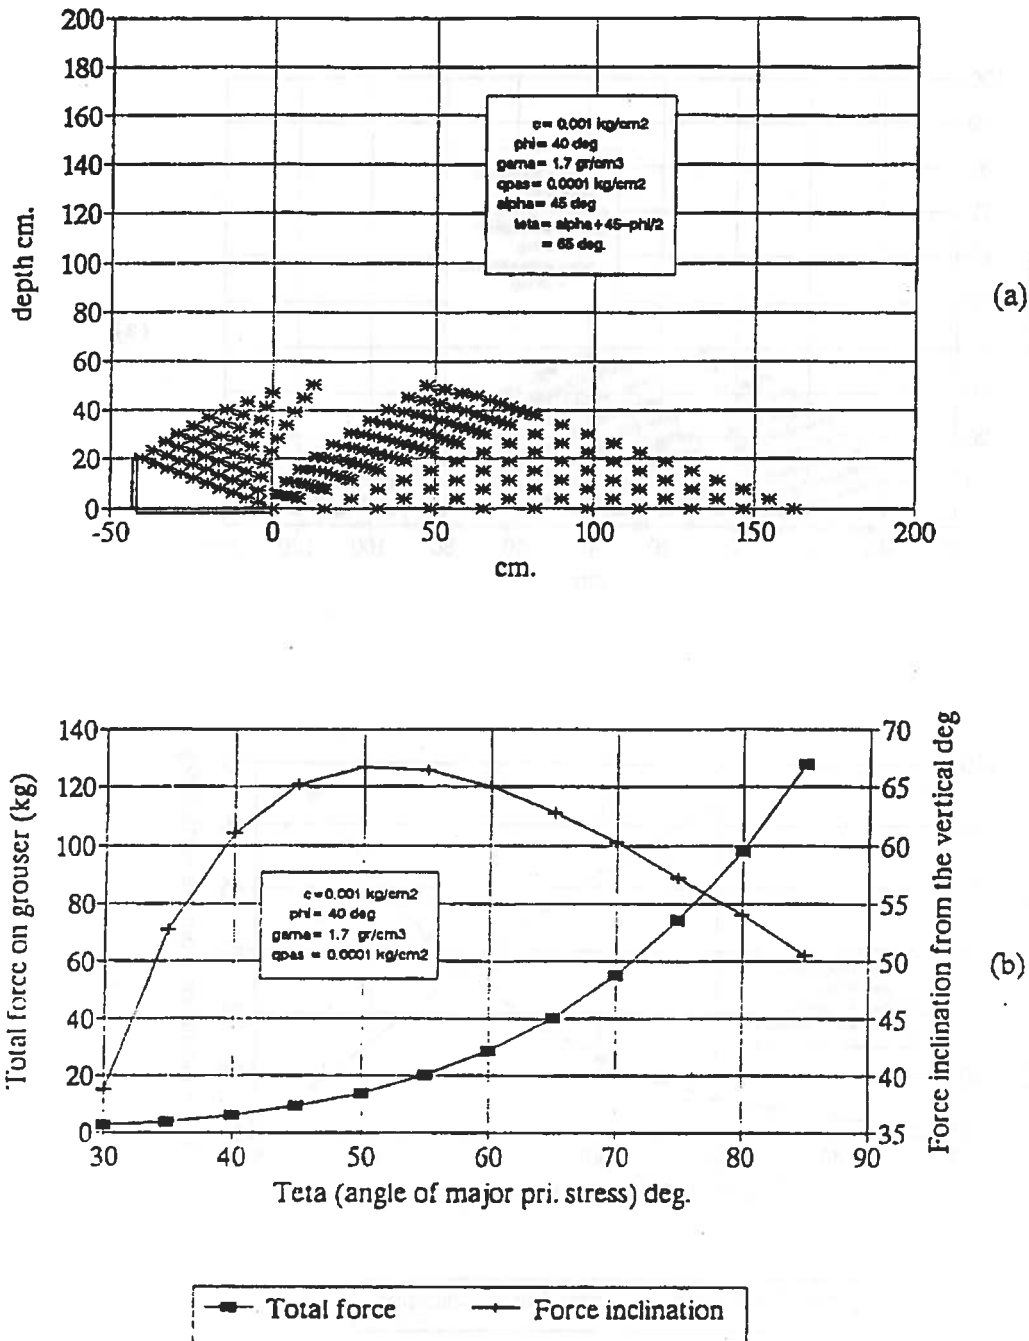 200
180
160
140
120
100
80
60
40
20
0
depth cm.
c= 0.001 kg/cm2
phi= 40 deg
gama= 1.7 gr/cm3
qpas= 0.0001 kg/cm2
alpha= 45 deg
teta= alpha+45-phi/2
= 65 deg.
(a)
-50 0 50 100 150 200
cm.
140
120
100
80
60
40
20
0
Total force on grouser (kg)
c=0.001 kg/cm2
phi= 40 deg
gama= 1.7 gr/cm3
qpas = 0.0001 kg/cm2
70
65
60
55
50
45
40
35
Force inclination from the vertical deg
(b)
30 40 50 60 70 80 90
Teta (angle of major pri. stress) deg.
Total force Force inclination